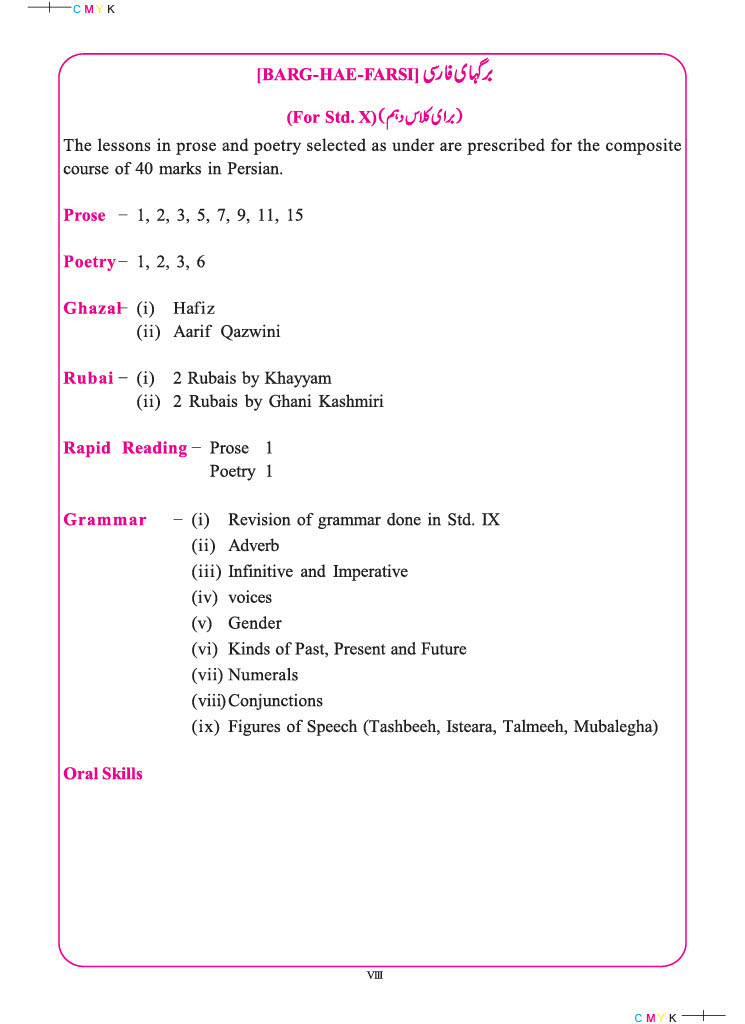 C M Y K
[BARG-HAE-FARSI] برگهای فارسی
(For Std. X)(برای کلاس دہم)
The lessons in prose and poetry selected as under are prescribed for the composite
course of 40 marks in Persian.
Prose – 1, 2, 3, 5, 7, 9, 11, 15
Poetry – 1, 2, 3, 6
Ghazal– (i) Hafiz
(ii) Aarif Qazwini
Rubai – (i) 2 Rubais by Khayyam
(ii) 2 Rubais by Ghani Kashmiri
Rapid Reading – Prose 1
Poetry 1
Grammar – (i) Revision of grammar done in Std. IX
(ii) Adverb
(iii) Infinitive and Imperative
(iv) voices
(v) Gender
(vi) Kinds of Past, Present and Future
(vii) Numerals
(viii) Conjunctions
(ix) Figures of Speech (Tashbeeh, Isteara, Talmeeh, Mubalegha)
Oral Skills
VIII
C M Y K